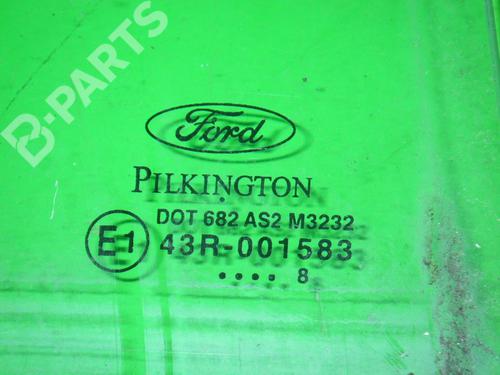 B-PARTS
Ford
PILKINGTON
DOT 682 AS2 M3232
E1 43R-001583
.... 8